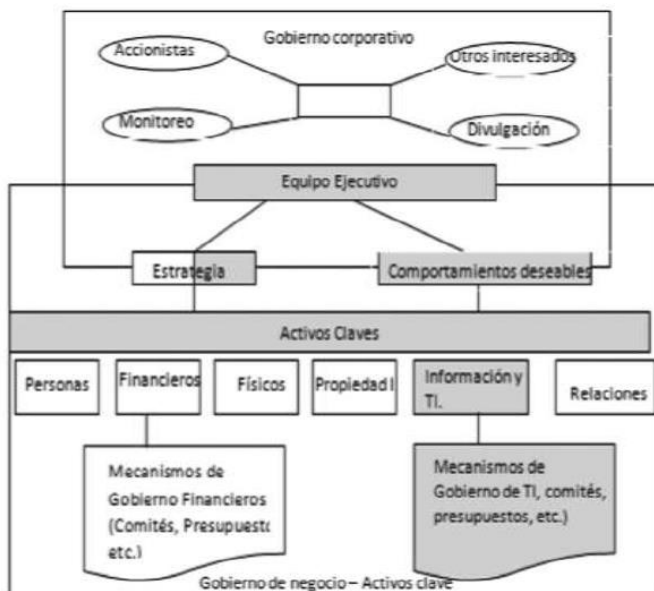 Gobierno corporativo
Accionistas
Otros interesados
Monitoreo
Divulgación
Equipo Ejecutivo
Estrategia
Comportamientos deseables
Activos Claves
Personas
Financieros
Físicos
Propiedad I
Información y
TI.
Relaciones
Mecanismos de
Gobierno Financieros
(Comités, Presupuesto
etc.)
Mecanismos de
Gobierno de TI, comités,
presupuestos, etc.)
Gobierno de negocio – Activos clave